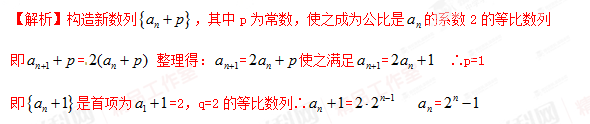 【解析】构造新数列{aₙ+p}，其中 p 为常数，使之成为公比是 aₙ 的系数 2 的等比数列
即 aₙ₊₁+p=2(aₙ+p) 整理得：aₙ₊₁=2aₙ+p 使之满足 aₙ₊₁=2aₙ+1 ∴p=1
即{aₙ+1}是首项为 a₁+1=2，q=2 的等比数列∴aₙ+1=2·2ⁿ⁻¹ aₙ=2ⁿ−1